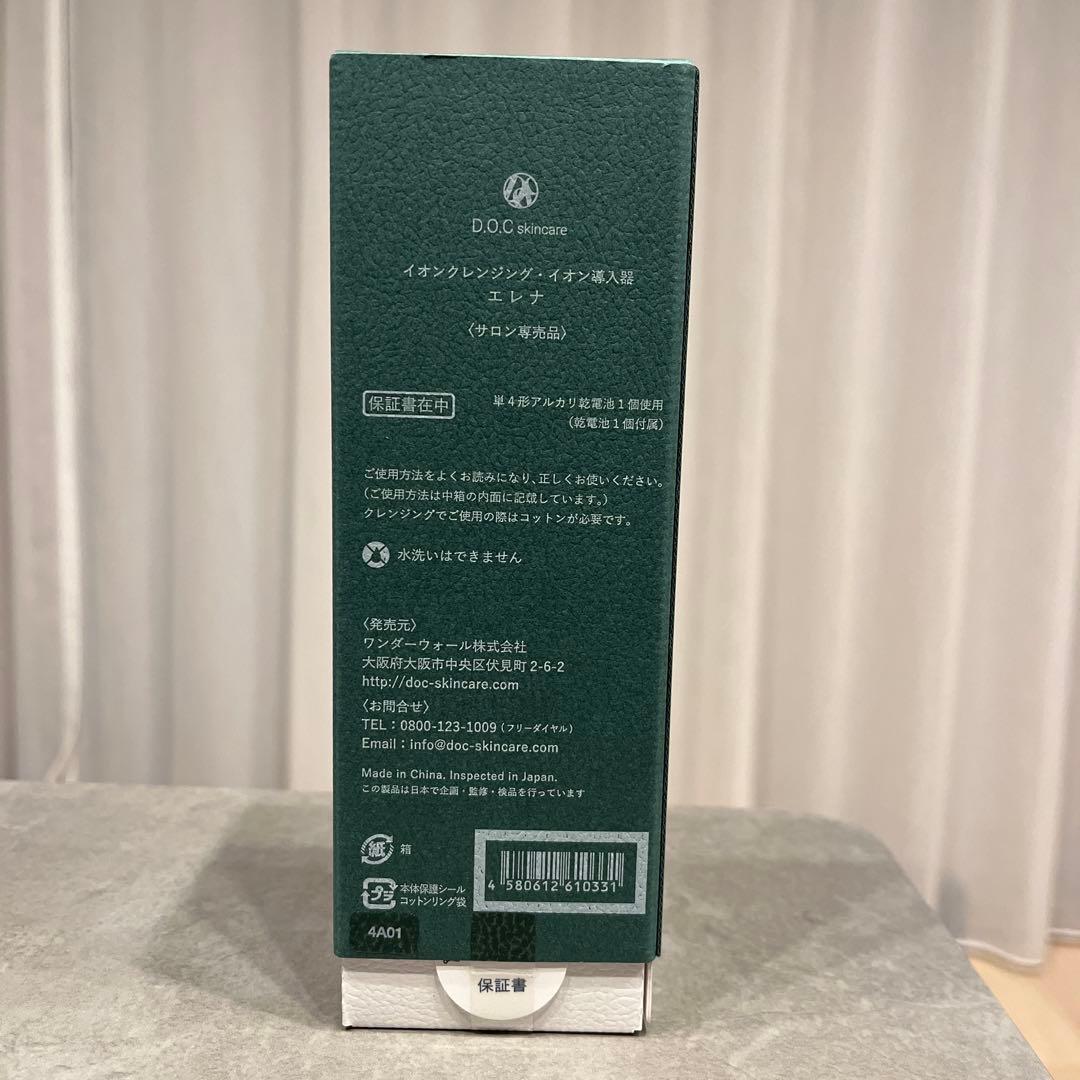 D.O.C skincare
イオンクレンジング・イオン導入器
エレナ
〈サロン専売品〉
保証書在中
単4形アルカリ乾電池1個使用
(乾電池1個付属)
ご使用方法をよくお読みになり、正しくお使いください。
(ご使用方法は中箱の内面に記載しています。)
クレンジングでご使用の際はコットンが必要です。
水洗いはできません
〈発売元〉
ワンダーウォール株式会社
大阪府大阪市中央区伏見町2-6-2
http://doc-skincare.com
〈お問合せ〉
TEL：0800-123-1009 (フリーダイヤル)
Email：info@doc-skincare.com
Made in China. Inspected in Japan.
この製品は日本で企画・監修・検品を行っています
紙 箱
プラ 本体保護シール
コットンリング袋
4 580612 610331
4A01
保証書